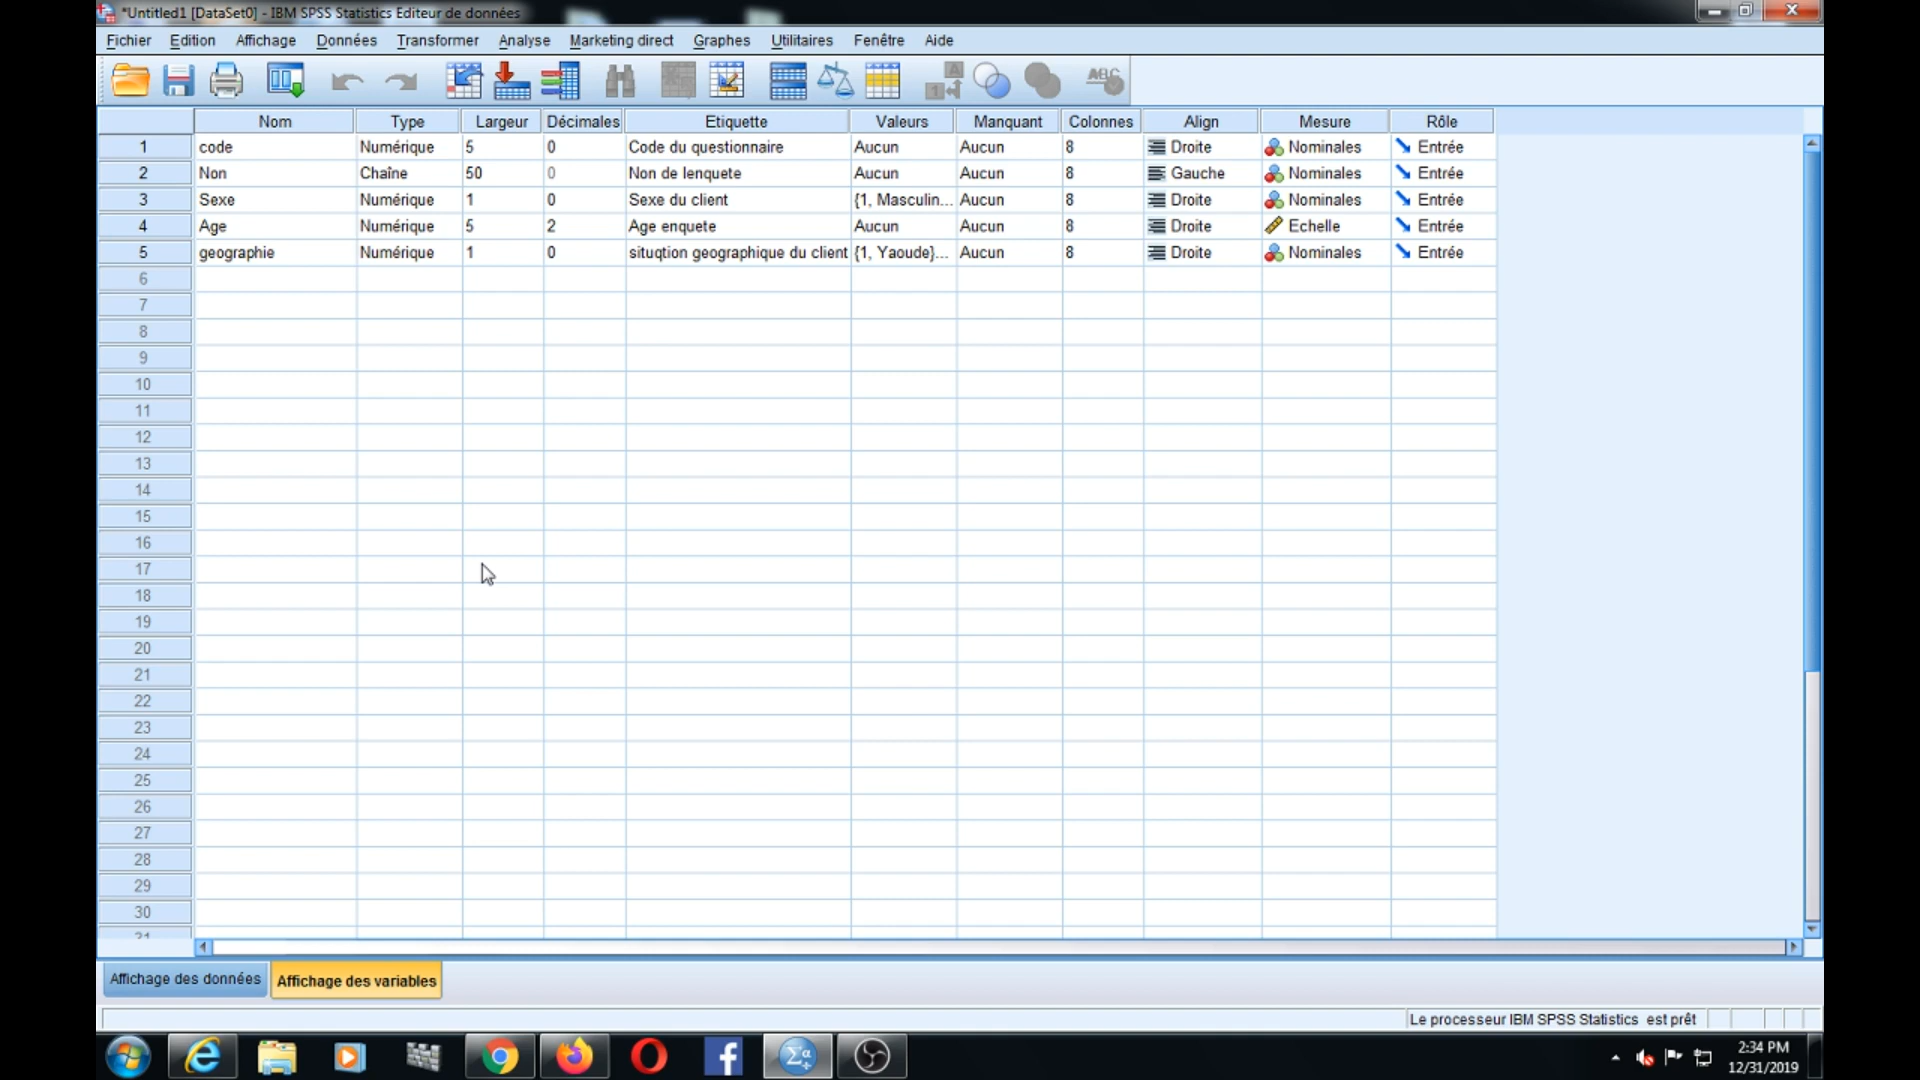 *Untitled1 [DataSet0] - IBM SPSS Statistics Editeur de données
Fichier Edition Affichage Données Transformer Analyse Marketing direct Graphes Utilitaires Fenêtre Aide
Nom Type Largeur Décimales Etiquette Valeurs Manquant Colonnes Align Mesure Rôle
1 code Numérique 5 0 Code du questionnaire Aucun Aucun 8 Droite Nominales Entrée
2 Non Chaîne 50 0 Non de lenquete Aucun Aucun 8 Gauche Nominales Entrée
3 Sexe Numérique 1 0 Sexe du client {1, Masculin... Aucun 8 Droite Nominales Entrée
4 Age Numérique 5 2 Age enquete Aucun Aucun 8 Droite Echelle Entrée
5 geographie Numérique 1 0 situqtion geographique du client {1, Yaoude}... Aucun 8 Droite Nominales Entrée
6
7
8
9
10
11
12
13
14
15
16
17
18
19
20
21
22
23
24
25
26
27
28
29
30
31
Affichage des données Affichage des variables
Le processeur IBM SPSS Statistics est prêt
2:34 PM
12/31/2019